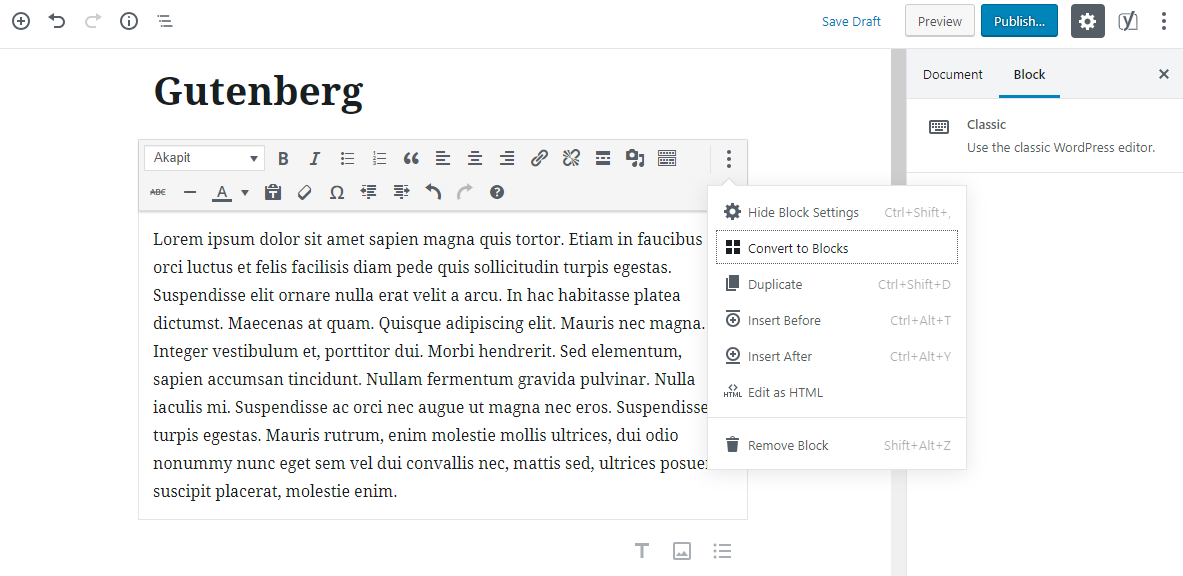 Save Draft
Preview
Publish...
Gutenberg
Document
Block
Classic
Use the classic WordPress editor.
Akapit
B
I
ABC
A
Ω
Lorem ipsum dolor sit amet sapien magna quis tortor. Etiam in faucibus
orci luctus et felis facilisis diam pede quis sollicitudin turpis egestas.
Suspendisse elit ornare nulla erat velit a arcu. In hac habitasse platea
dictumst. Maecenas at quam. Quisque adipiscing elit. Mauris nec magna.
Integer vestibulum et, porttitor dui. Morbi hendrerit. Sed elementum,
sapien accumsan tincidunt. Nullam fermentum gravida pulvinar. Nulla
iaculis mi. Suspendisse ac orci nec augue ut magna nec eros. Suspendisse
turpis egestas. Mauris rutrum, enim molestie mollis ultrices, dui odio
nonummy nunc eget sem vel dui convallis nec, mattis sed, ultrices
suscipit placerat, molestie enim.
Hide Block Settings Ctrl+Shift+,
Convert to Blocks
Duplicate Ctrl+Shift+D
Insert Before Ctrl+Alt+T
Insert After Ctrl+Alt+Y
HTML Edit as HTML
Remove Block Shift+Alt+Z